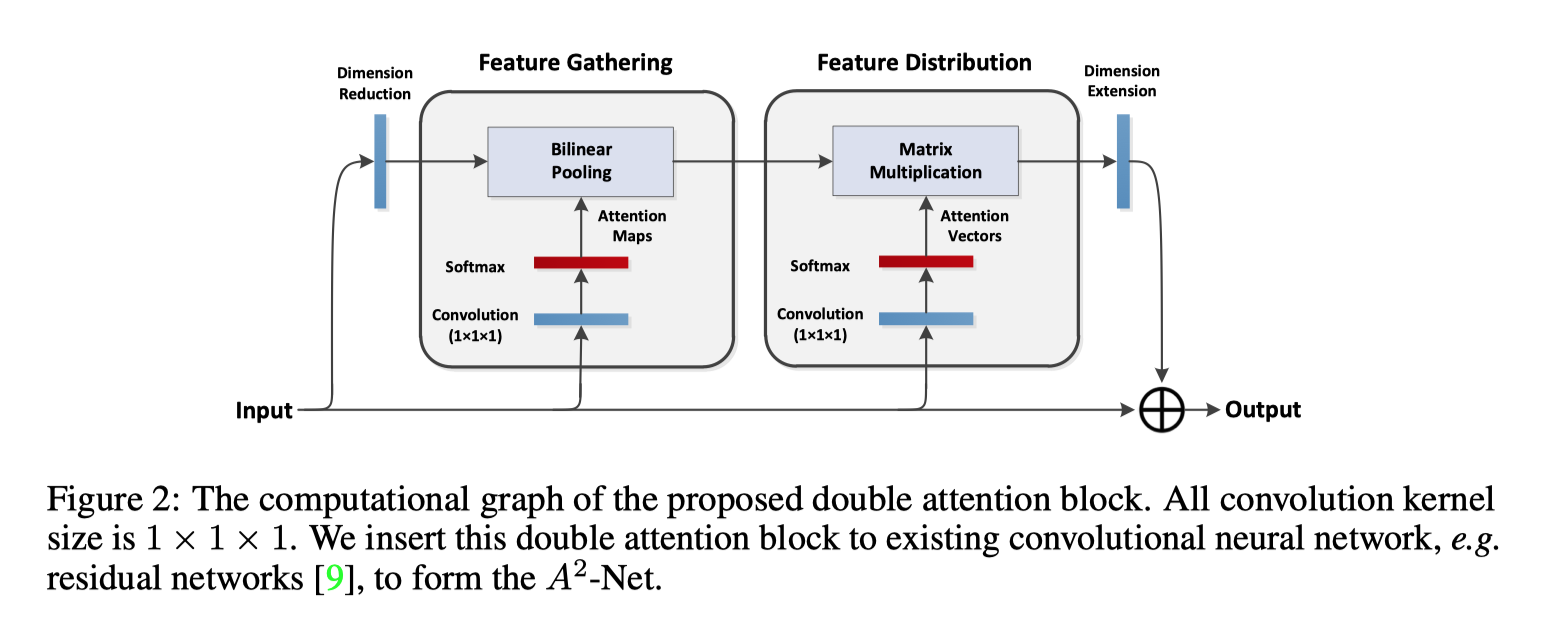 Feature Gathering
Feature Distribution
Dimension
Reduction
Dimension
Extension
Bilinear
Pooling
Matrix
Multiplication
Attention
Maps
Attention
Vectors
Softmax
Softmax
Convolution
(1×1×1)
Convolution
(1×1×1)
Input
Output
Figure 2: The computational graph of the proposed double attention block. All convolution kernel
size is 1 × 1 × 1. We insert this double attention block to existing convolutional neural network, e.g.
residual networks [9], to form the A²-Net.